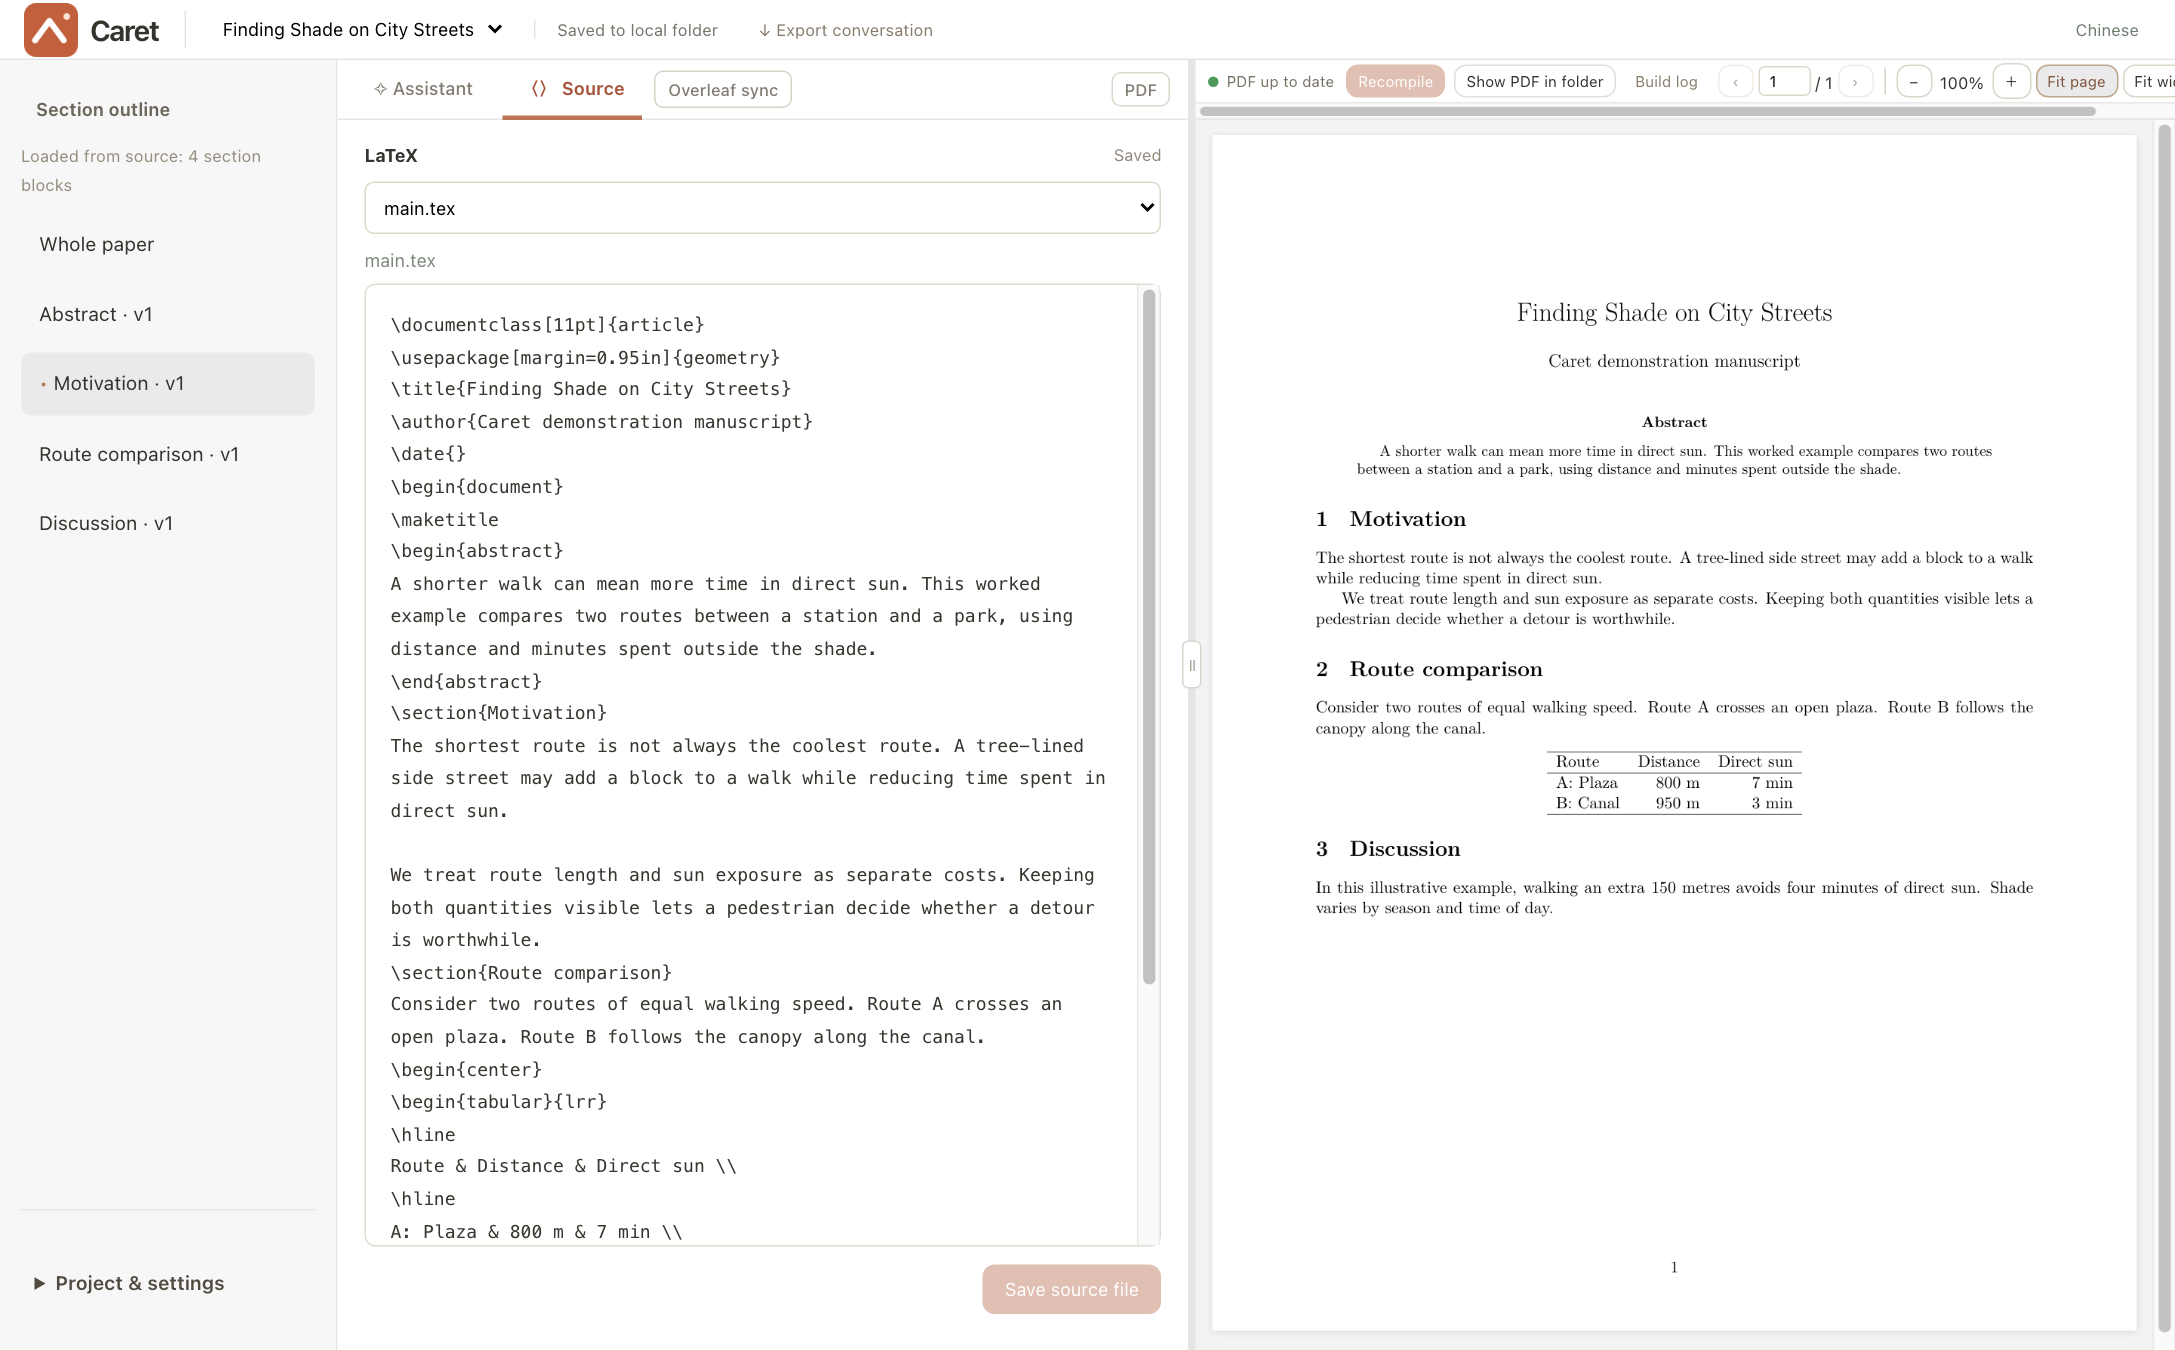 Caret
Finding Shade on City Streets
Saved to local folder
↓ Export conversation
Chinese
Section outline
Loaded from source: 4 section
blocks
Whole paper
Abstract · v1
• Motivation · v1
Route comparison · v1
Discussion · v1
▶ Project & settings
✧ Assistant
⟨⟩ Source
Overleaf sync
PDF
LaTeX
Saved
main.tex
main.tex
\documentclass[11pt]{article}
\usepackage[margin=0.95in]{geometry}
\title{Finding Shade on City Streets}
\author{Caret demonstration manuscript}
\date{}
\begin{document}
\maketitle
\begin{abstract}
A shorter walk can mean more time in direct sun. This worked
example compares two routes between a station and a park, using
distance and minutes spent outside the shade.
\end{abstract}
\section{Motivation}
The shortest route is not always the coolest route. A tree-lined
side street may add a block to a walk while reducing time spent in
direct sun.
We treat route length and sun exposure as separate costs. Keeping
both quantities visible lets a pedestrian decide whether a detour
is worthwhile.
\section{Route comparison}
Consider two routes of equal walking speed. Route A crosses an
open plaza. Route B follows the canopy along the canal.
\begin{center}
\begin{tabular}{lrr}
\hline
Route & Distance & Direct sun \\
\hline
A: Plaza & 800 m & 7 min \\
Save source file
PDF up to date
Recompile
Show PDF in folder
Build log
‹ 1 / 1 ›
− 100% +
Fit page
Fit wi
Finding Shade on City Streets
Caret demonstration manuscript
Abstract
A shorter walk can mean more time in direct sun. This worked example compares two routes
between a station and a park, using distance and minutes spent outside the shade.
1 Motivation
The shortest route is not always the coolest route. A tree-lined side street may add a block to a walk
while reducing time spent in direct sun.
We treat route length and sun exposure as separate costs. Keeping both quantities visible lets a
pedestrian decide whether a detour is worthwhile.
2 Route comparison
Consider two routes of equal walking speed. Route A crosses an open plaza. Route B follows the
canopy along the canal.
Route Distance Direct sun
A: Plaza 800 m 7 min
B: Canal 950 m 3 min
3 Discussion
In this illustrative example, walking an extra 150 metres avoids four minutes of direct sun. Shade
varies by season and time of day.
1